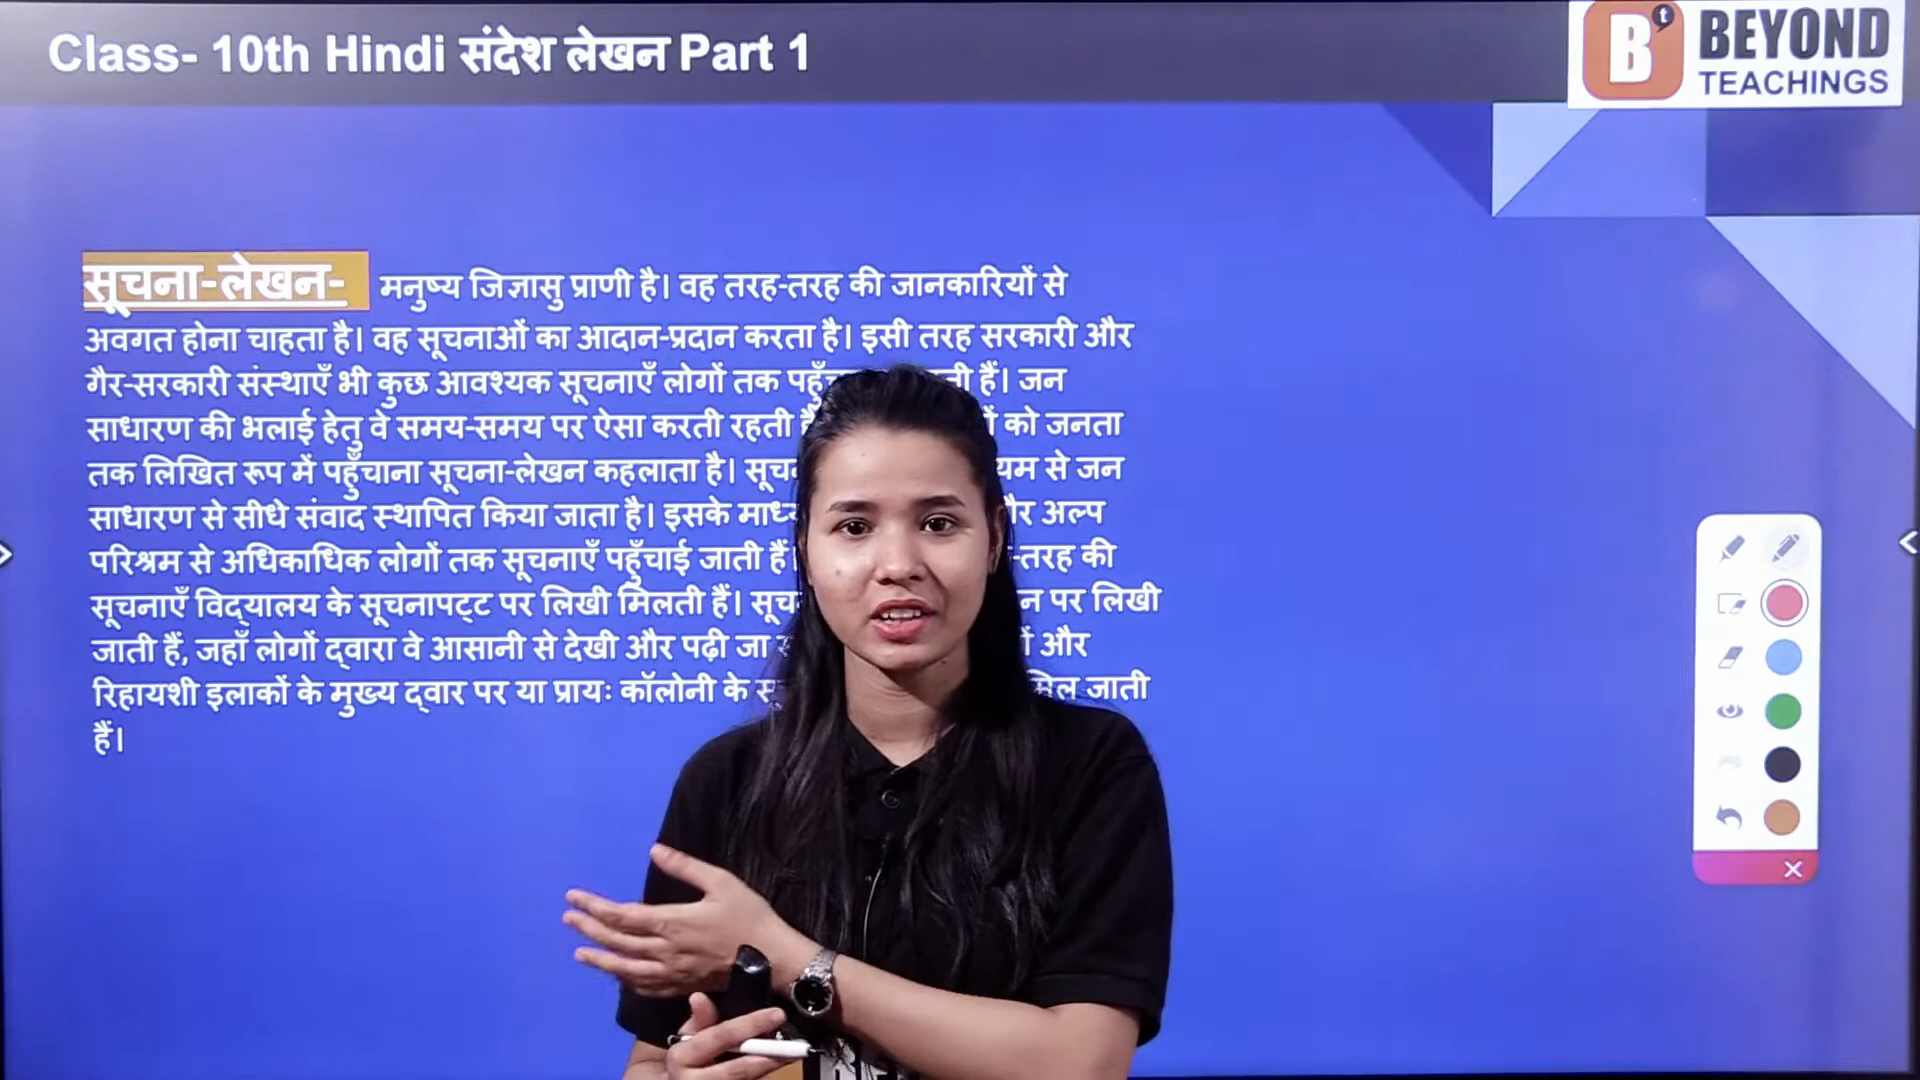 Class- 10th Hindi संदेश लेखन Part 1
B t BEYOND
TEACHINGS
सूचना-लेखन- मनुष्य जिज्ञासु प्राणी है। वह तरह-तरह की जानकारियों से
अवगत होना चाहता है। वह सूचनाओं का आदान-प्रदान करता है। इसी तरह सरकारी और
गैर-सरकारी संस्थाएँ भी कुछ आवश्यक सूचनाएँ लोगों तक हैं। जन
साधारण की भलाई हेतु वे समय-समय पर ऐसा करती रहती को जनता
तक लिखित रूप में पहुँचाना सूचना-लेखन कहलाता है। से जन
साधारण से सीधे संवाद स्थापित किया जाता है। इसके अल्प
परिश्रम से अधिकाधिक लोगों तक सूचनाएँ पहुँचाई जाती हैं। -तरह की
सूचनाएँ विद्यालय के सूचनापट्ट पर लिखी मिलती हैं। पर लिखी
जाती हैं, जहाँ लोगों द्वारा वे आसानी से देखी और पढ़ी जा और
रिहायशी इलाकों के मुख्य द्वार पर या प्रायः कॉलोनी के जाती
हैं।